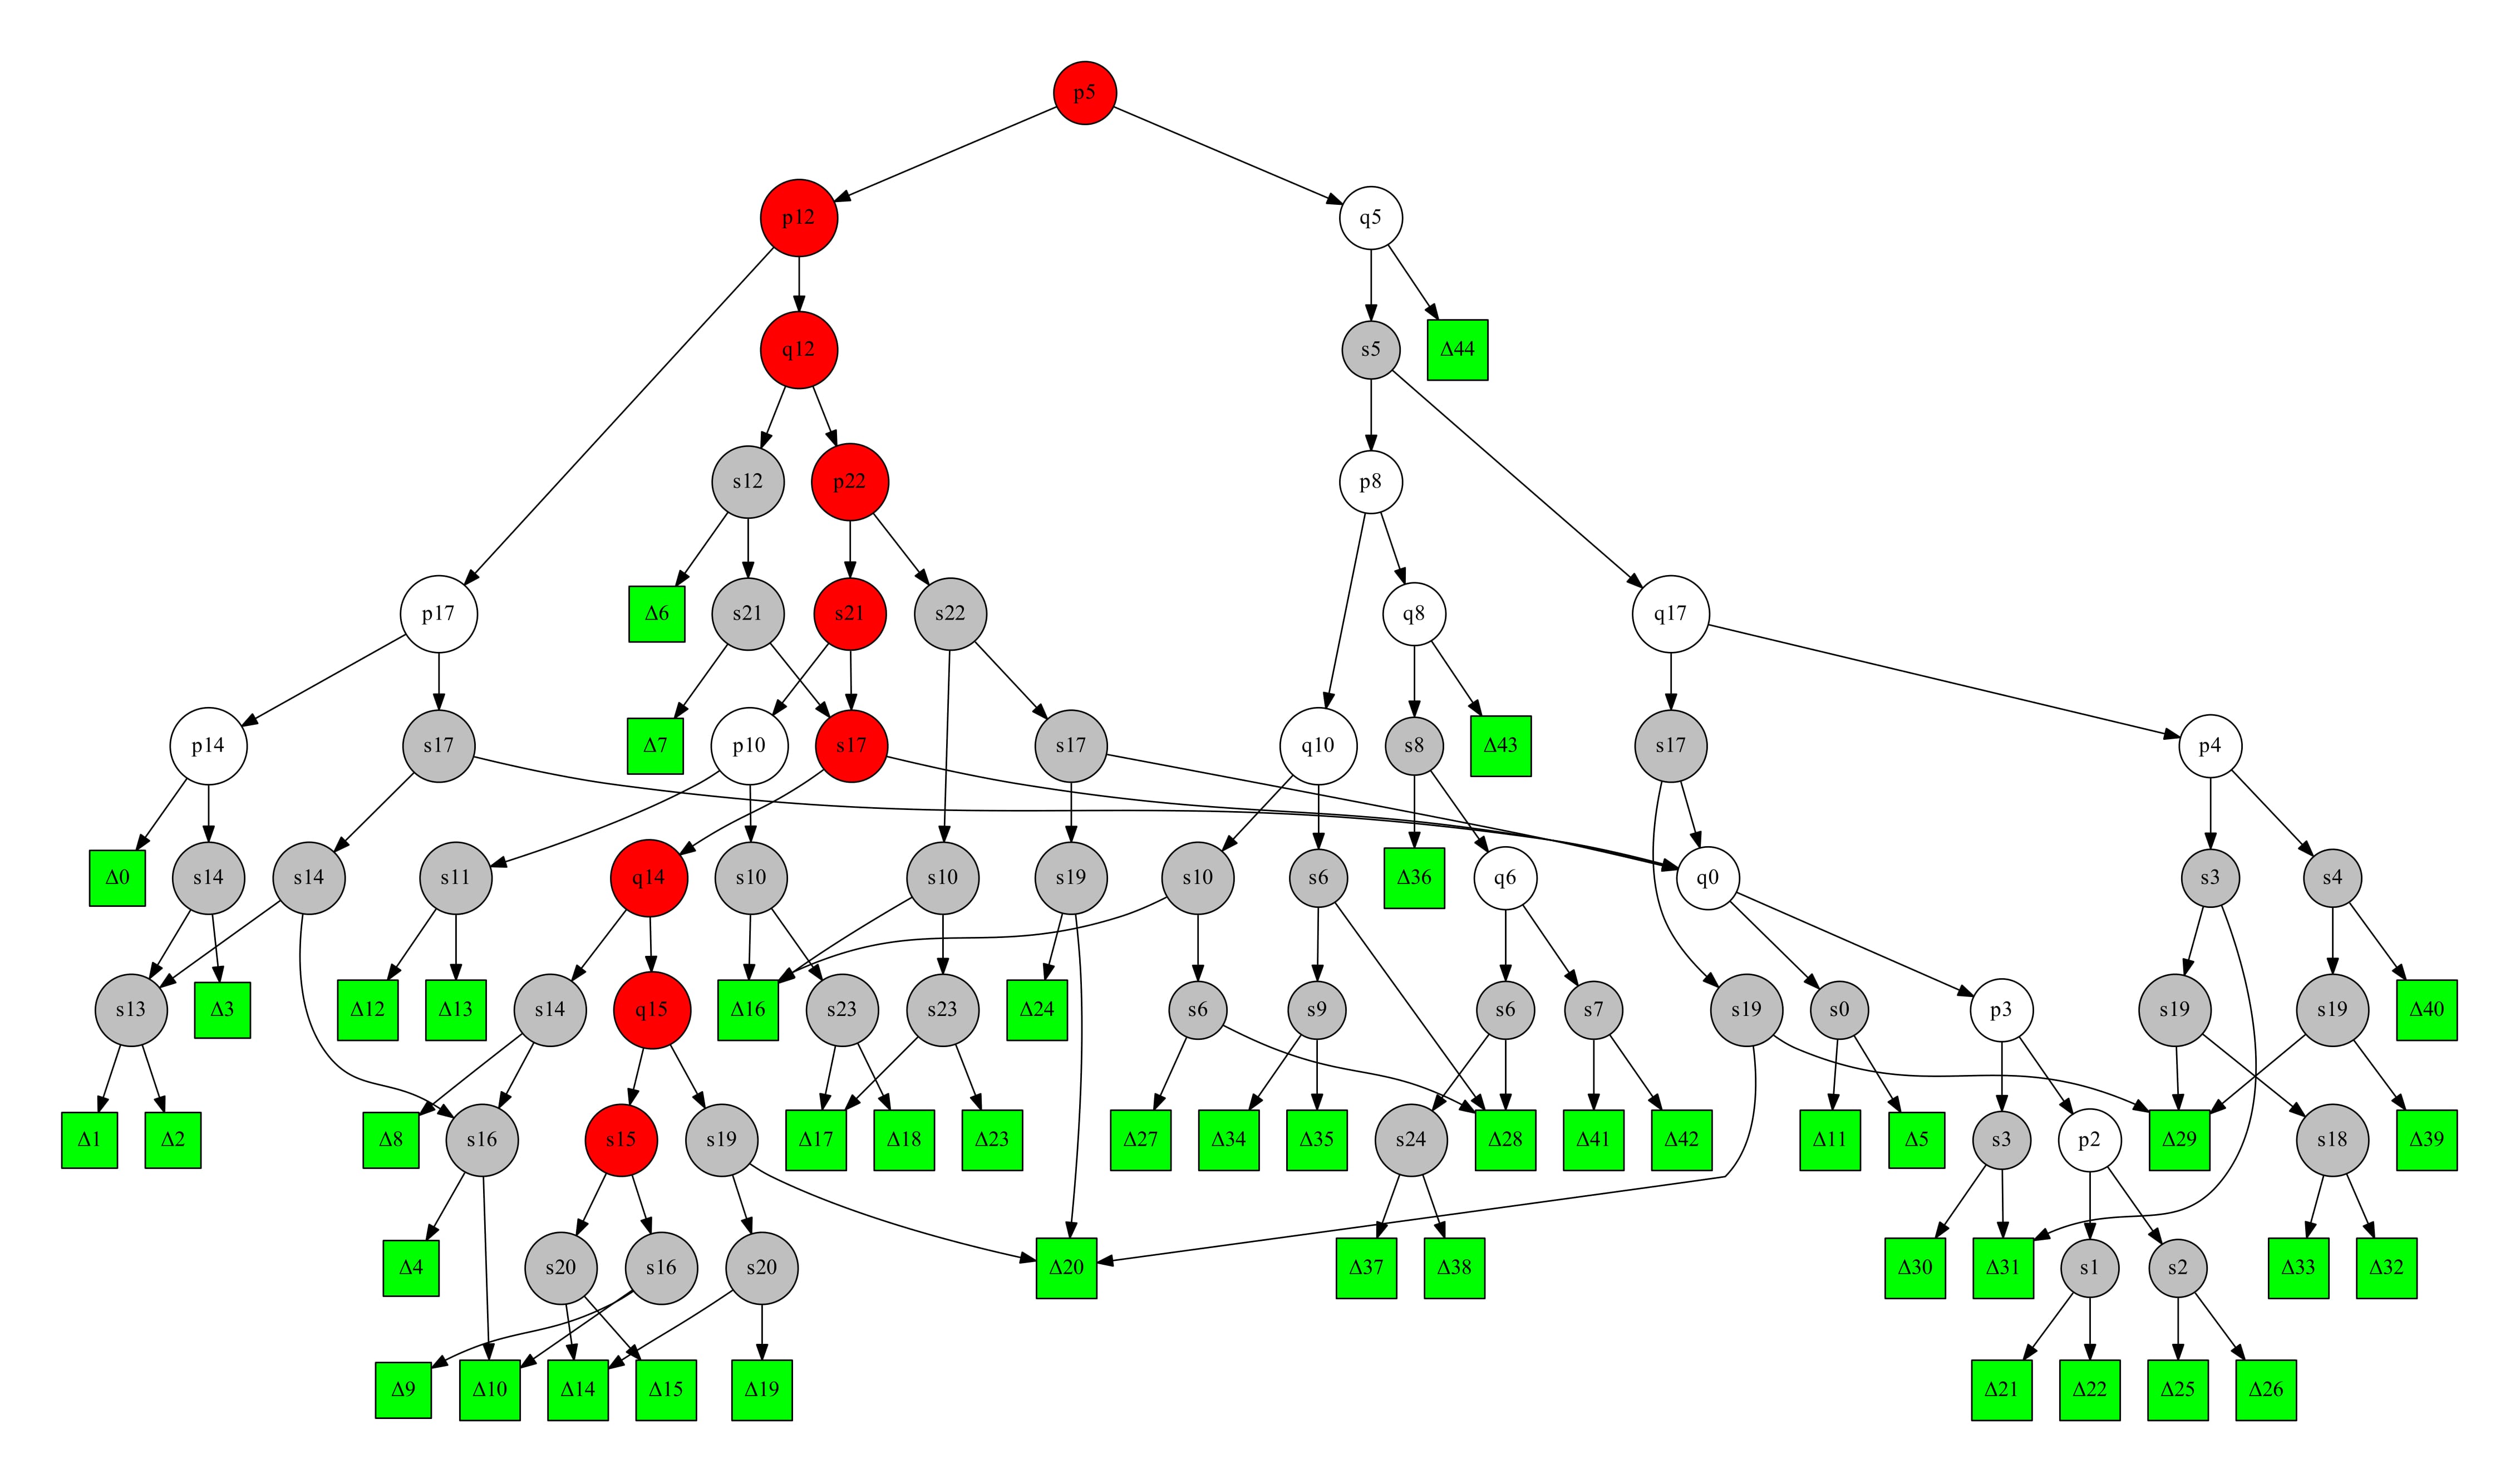 p5
p12 q5
q12 s5 Δ44
s12 p22 p8
p17 Δ6 s21 s21 s22 q8 q17
p14 s17 Δ7 p10 s17 s17 q10 s8 Δ43 s17 p4
Δ0 s14 s14 s11 q14 s10 s10 s19 s10 s6 Δ36 q6 q0 s3 s4
s13 Δ3 Δ12 Δ13 s14 q15 Δ16 s23 s23 Δ24 s6 s9 s6 s7 s19 s0 p3 s19 s19 Δ40
Δ1 Δ2 Δ8 s16 s15 s19 Δ17 Δ18 Δ23 Δ27 Δ34 Δ35 s24 Δ28 Δ41 Δ42 Δ11 Δ5 s3 p2 Δ29 s18 Δ39
Δ4 s20 s16 s20 Δ20 Δ37 Δ38 Δ30 Δ31 s1 s2 Δ33 Δ32
Δ9 Δ10 Δ14 Δ15 Δ19 Δ21 Δ22 Δ25 Δ26